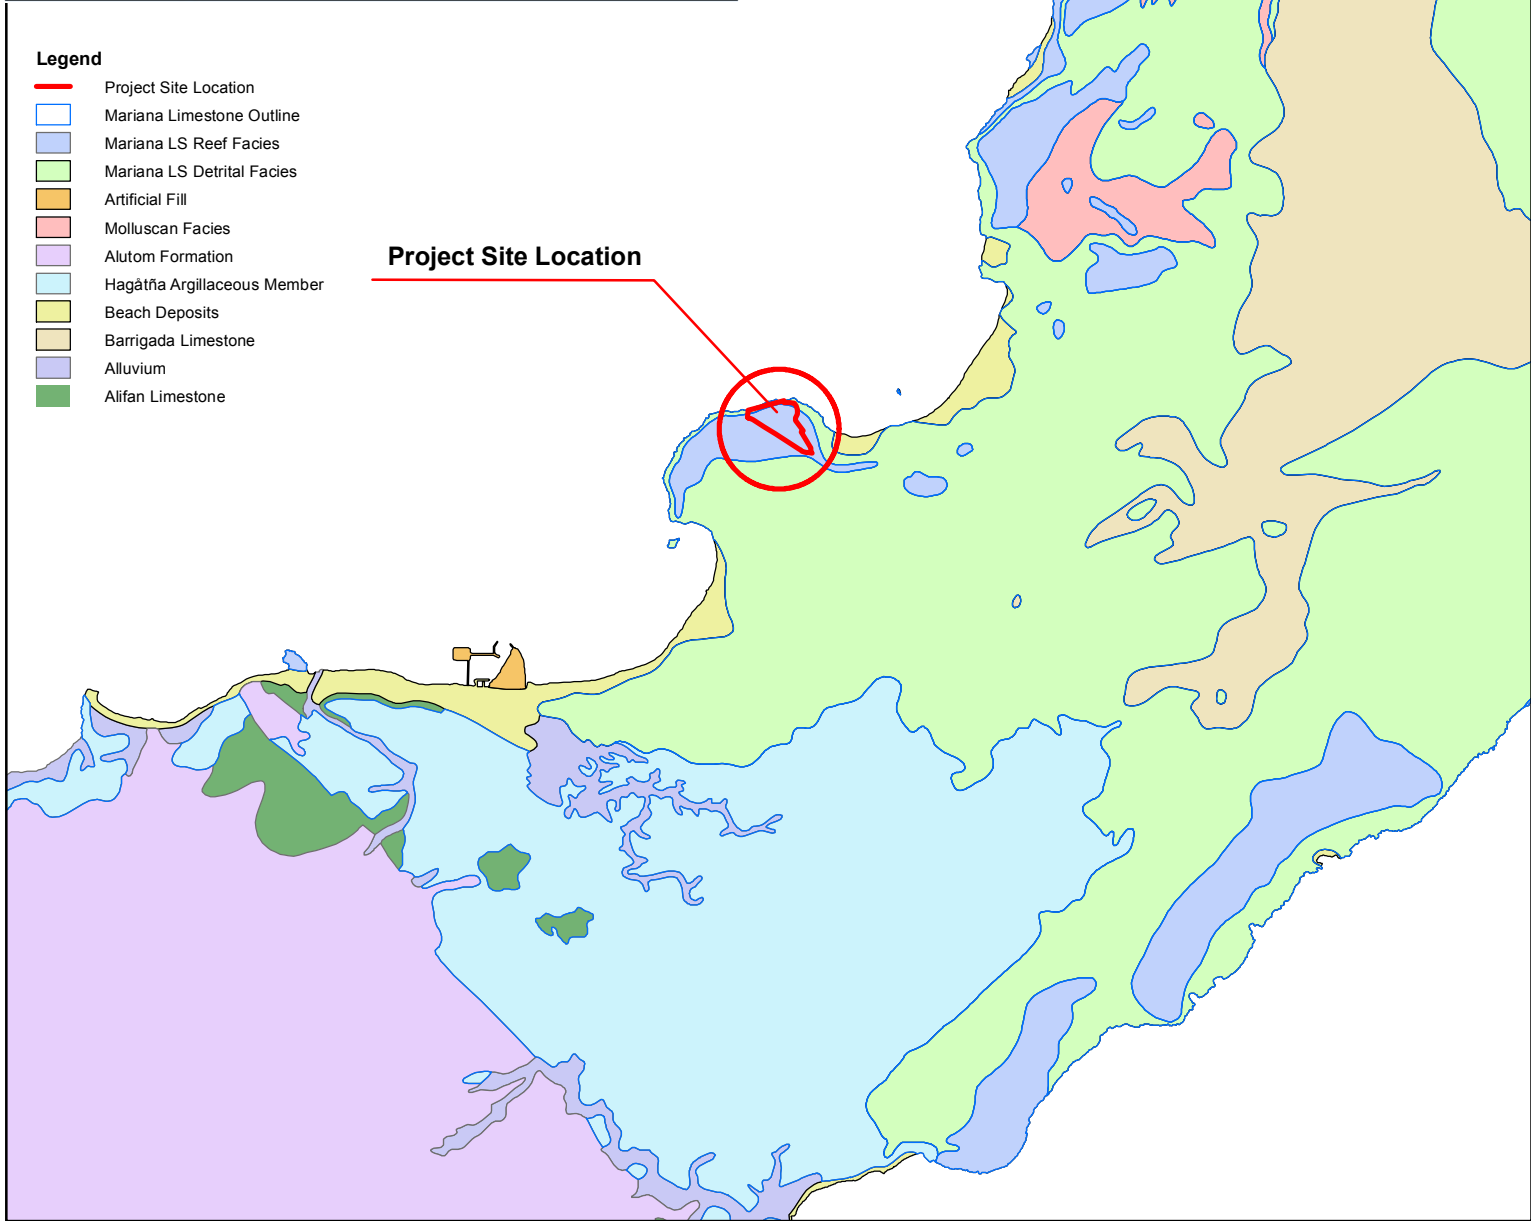 Legend
Project Site Location
Mariana Limestone Outline
Mariana LS Reef Facies
Mariana LS Detrital Facies
Artificial Fill
Molluscan Facies
Alutom Formation
Hagåtña Argillaceous Member
Beach Deposits
Barrigada Limestone
Alluvium
Alifan Limestone
Project Site Location